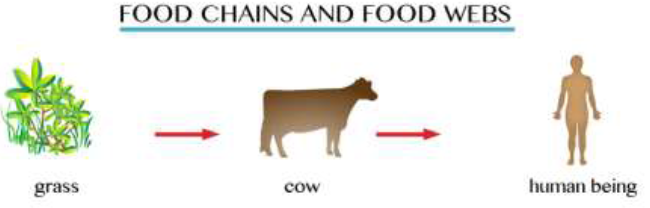 FOOD CHAINS AND FOOD WEBS
grass
cow
human being